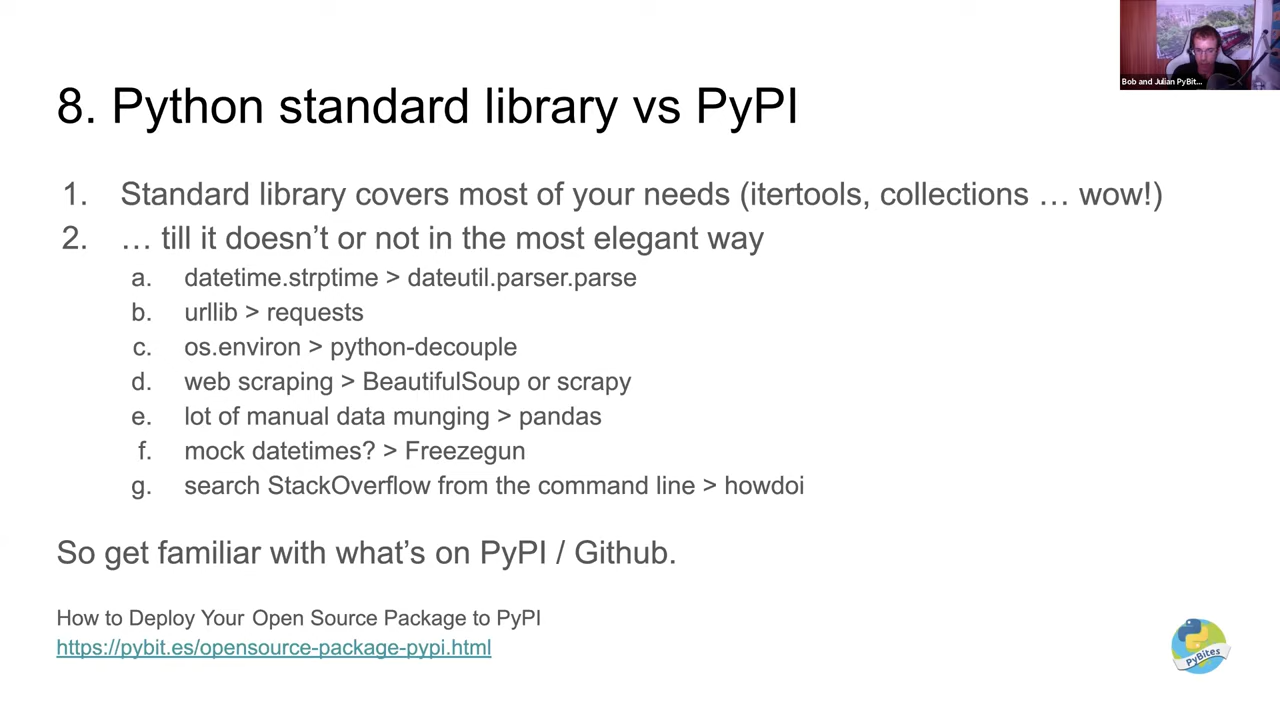 Bob and Julian PyBit...
8. Python standard library vs PyPI
1. Standard library covers most of your needs (itertools, collections … wow!)
2. … till it doesn’t or not in the most elegant way
a. datetime.strptime > dateutil.parser.parse
b. urllib > requests
c. os.environ > python-decouple
d. web scraping > BeautifulSoup or scrapy
e. lot of manual data munging > pandas
f. mock datetimes? > Freezegun
g. search StackOverflow from the command line > howdoi
So get familiar with what’s on PyPI / Github.
How to Deploy Your Open Source Package to PyPI
https://pybit.es/opensource-package-pypi.html
PyBites